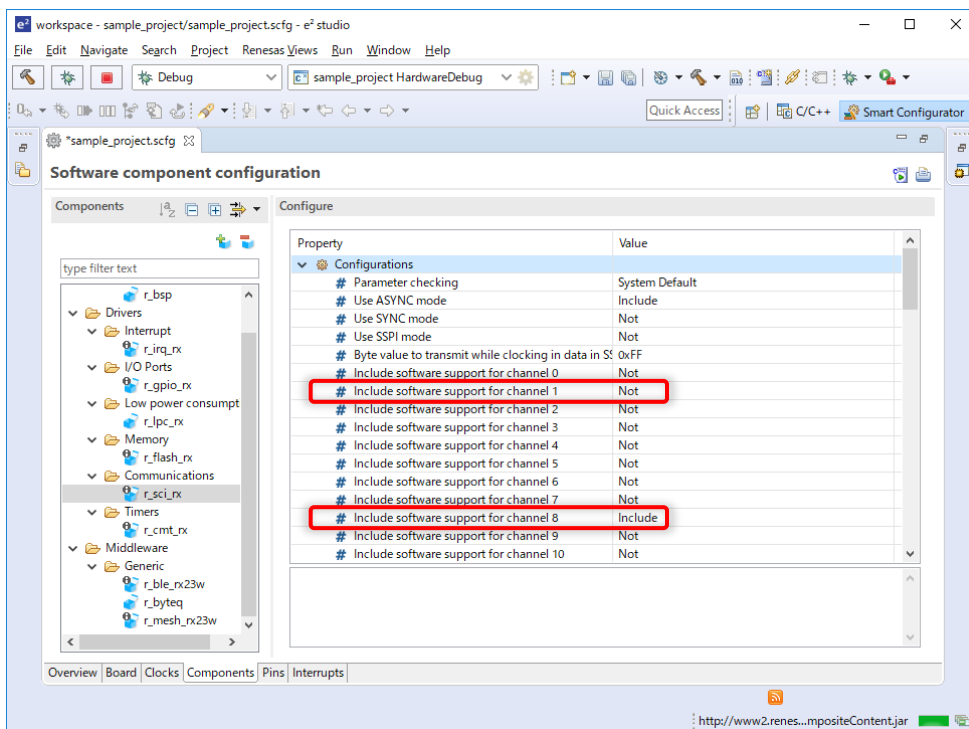 e² workspace - sample_project/sample_project.scfg - e² studio
File Edit Navigate Search Project Renesas Views Run Window Help
Debug sample_project HardwareDebug
Quick Access C/C++ Smart Configurator
*sample_project.scfg
Software component configuration
Components Configure
type filter text
r_bsp
Drivers
Interrupt
r_irq_rx
I/O Ports
r_gpio_rx
Low power consumpt
r_lpc_rx
Memory
r_flash_rx
Communications
r_sci_rx
Timers
r_cmt_rx
Middleware
Generic
r_ble_rx23w
r_byteq
r_mesh_rx23w
Property Value
Configurations
# Parameter checking System Default
# Use ASYNC mode Include
# Use SYNC mode Not
# Use SSPI mode Not
# Byte value to transmit while clocking in data in SS 0xFF
# Include software support for channel 0 Not
# Include software support for channel 1 Not
# Include software support for channel 2 Not
# Include software support for channel 3 Not
# Include software support for channel 4 Not
# Include software support for channel 5 Not
# Include software support for channel 6 Not
# Include software support for channel 7 Not
# Include software support for channel 8 Include
# Include software support for channel 9 Not
# Include software support for channel 10 Not
Overview Board Clocks Components Pins Interrupts
http://www2.renes...mpositeContent.jar